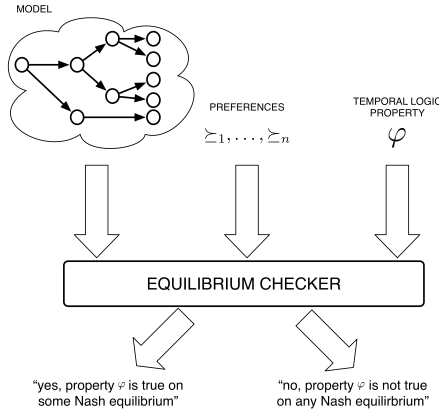 MODEL
PREFERENCES
⪰₁, . . . , ⪰ₙ
TEMPORAL LOGIC
PROPERTY
φ
EQUILIBRIUM CHECKER
“yes, property φ is true on
some Nash equilibrium”
“no, property φ is not true
on any Nash equilirbrium”